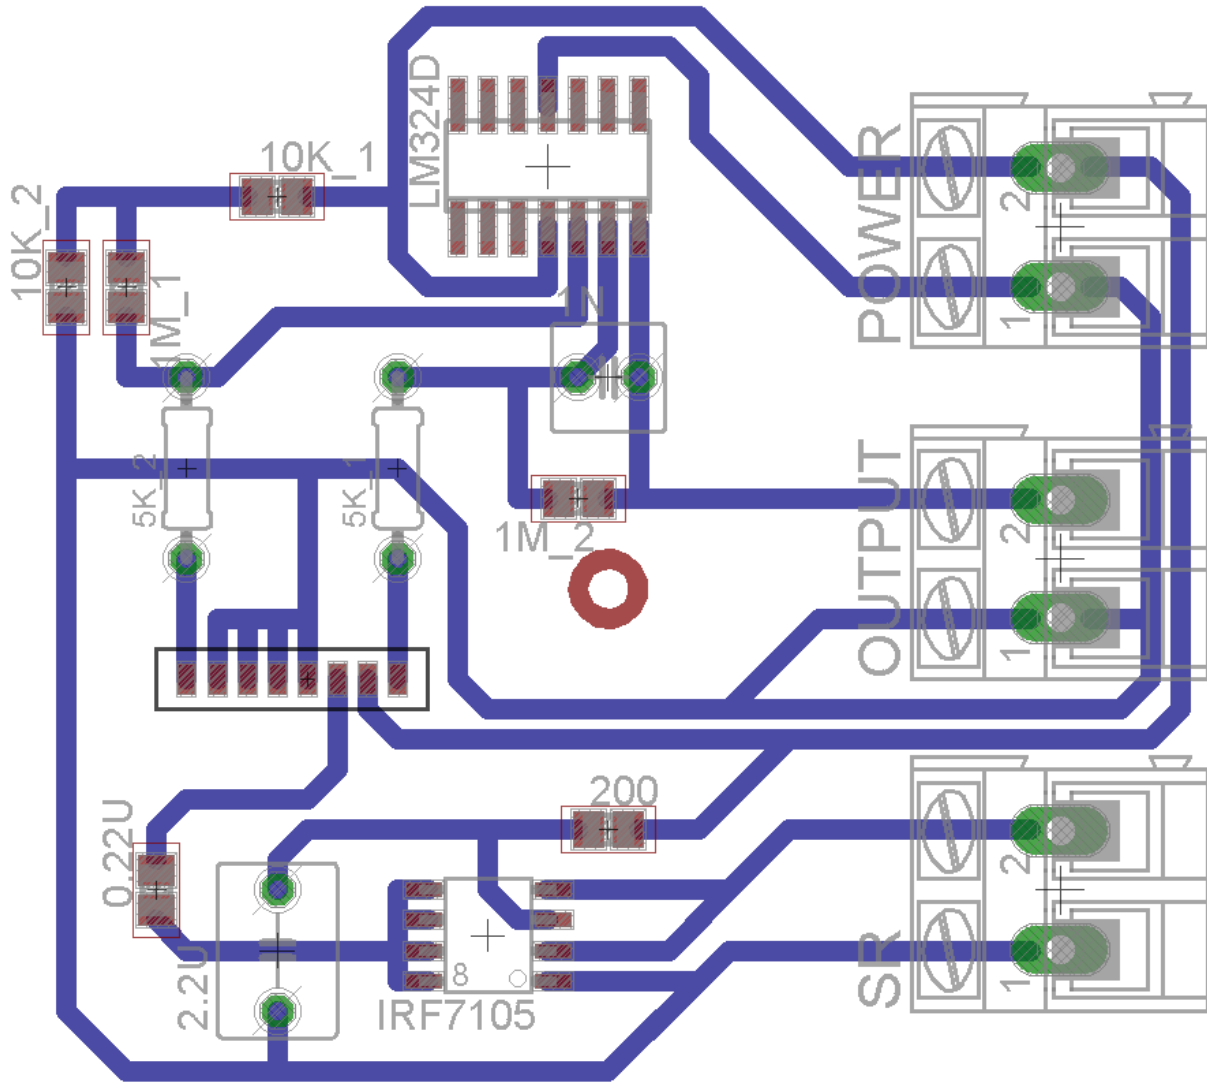 LM324D
10K_1
10K_2
1M_1
1N
POWER
2
1
5K_2
5K_1
1M_2
OUTPUT
2
1
200
0.22U
2.2U
8
IRF7105
SR
2
1